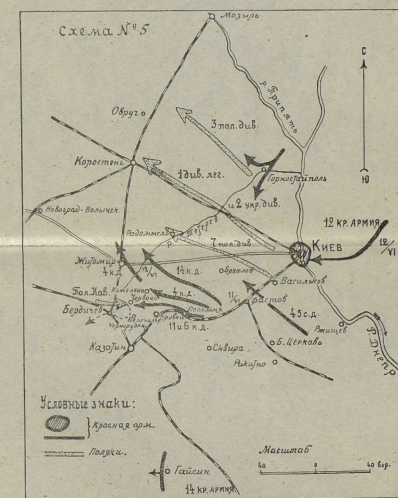 Схема № 5
Мозырь
р. Припять
С
Ю
Овруч
3 пол. див.
Коростень
1 див. лег.
Горностайполь
и 2 укр. див.
Новоград-Волынск.
Радомысль
р. Тетерев
7 пол. див.
12 кр. армия
12/VI
Киев
Житомир
4 к.д.
14 к.д.
4 к.д.
Васильков
Пол. Кав.
11/VI
Фастов
Бердичев
45 с.д.
11 и 6 к.д.
Ржищев
р. Днепр
Казатин
Сквира
Б. Церковь
Условные знаки:
Красная арм.
Поляки.
Гайсин
14 кр. армия
Масштаб
40 0 40 вер.